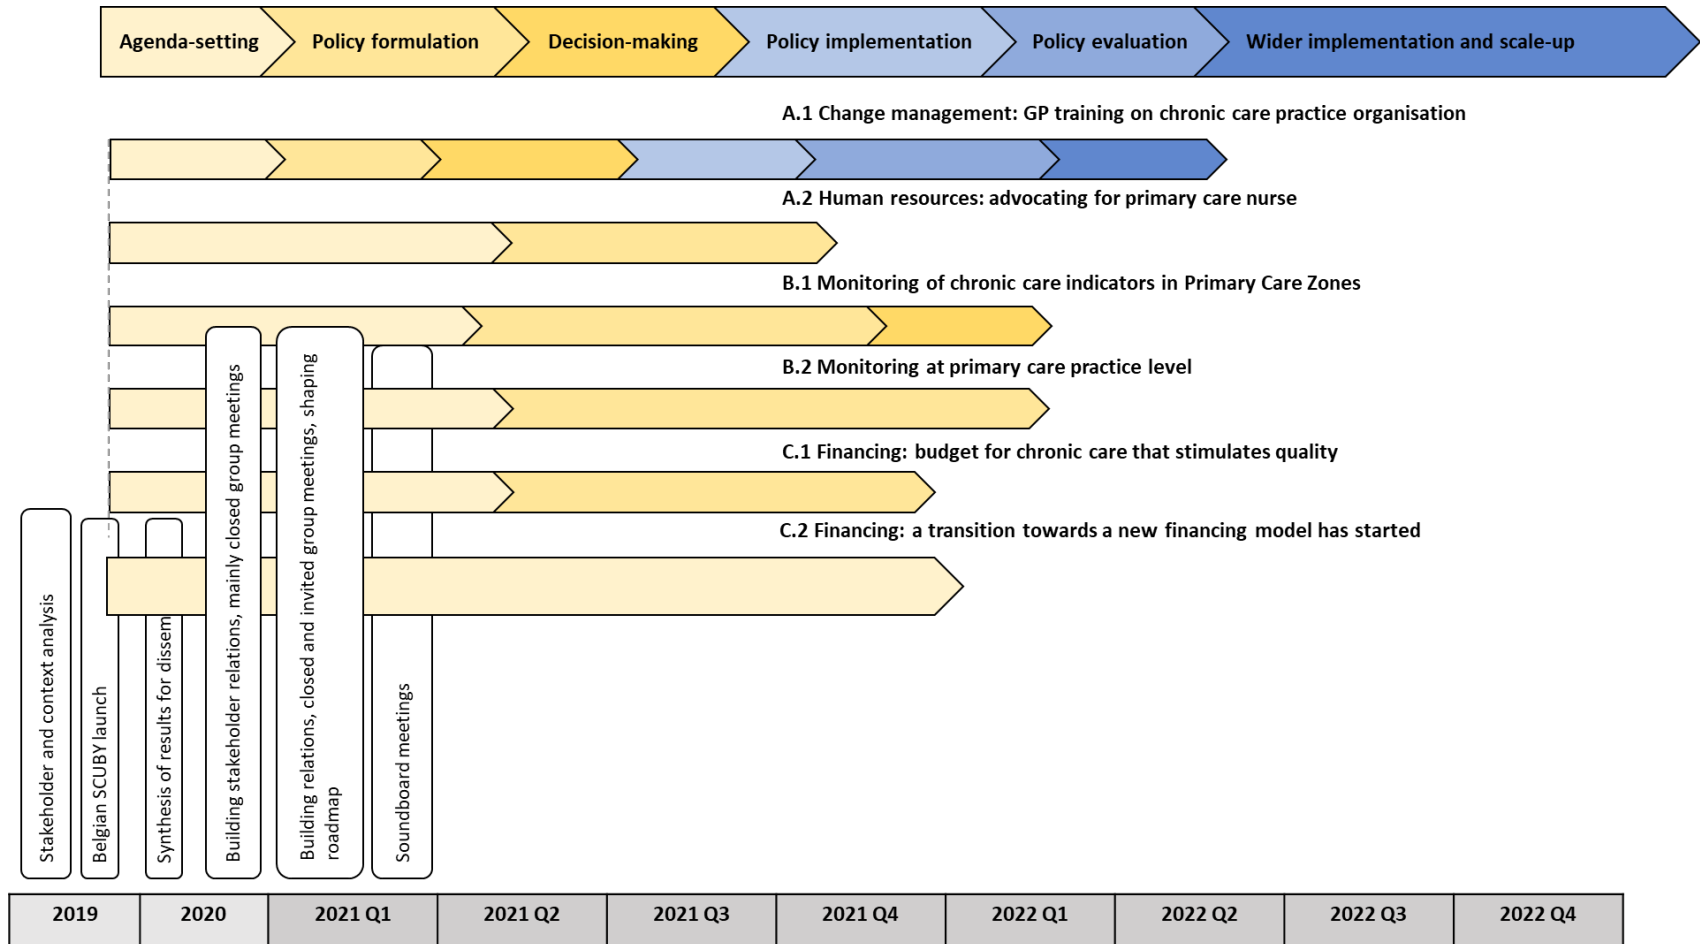 Agenda-setting
Policy formulation
Decision-making
Policy implementation
Policy evaluation
Wider implementation and scale-up
A.1 Change management: GP training on chronic care practice organisation
A.2 Human resources: advocating for primary care nurse
B.1 Monitoring of chronic care indicators in Primary Care Zones
B.2 Monitoring at primary care practice level
C.1 Financing: budget for chronic care that stimulates quality
C.2 Financing: a transition towards a new financing model has started
Stakeholder and context analysis
Belgian SCUBY launch
Synthesis of results for dissem
Building stakeholder relations, mainly closed group meetings
Building relations, closed and invited group meetings, shaping
roadmap
Soundboard meetings
2019
2020
2021 Q1
2021 Q2
2021 Q3
2021 Q4
2022 Q1
2022 Q2
2022 Q3
2022 Q4